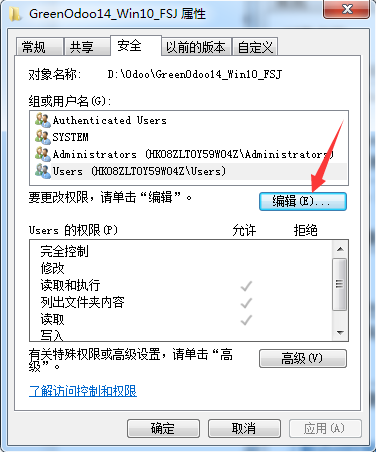 GreenOdoo14_Win10_FSJ 属性
常规 共享 安全 以前的版本 自定义
对象名称: D:\Odoo\GreenOdoo14_Win10_FSJ
组或用户名(G):
Authenticated Users
SYSTEM
Administrators (HK08ZLTOY59WO4Z\Administrators)
Users (HK08ZLTOY59WO4Z\Users)
要更改权限，请单击“编辑”。
编辑(E)...
Users 的权限(P) 允许 拒绝
完全控制
修改
读取和执行
列出文件夹内容
读取
写入
有关特殊权限或高级设置，请单击“高级”。
高级(V)
了解访问控制和权限
确定 取消 应用(A)